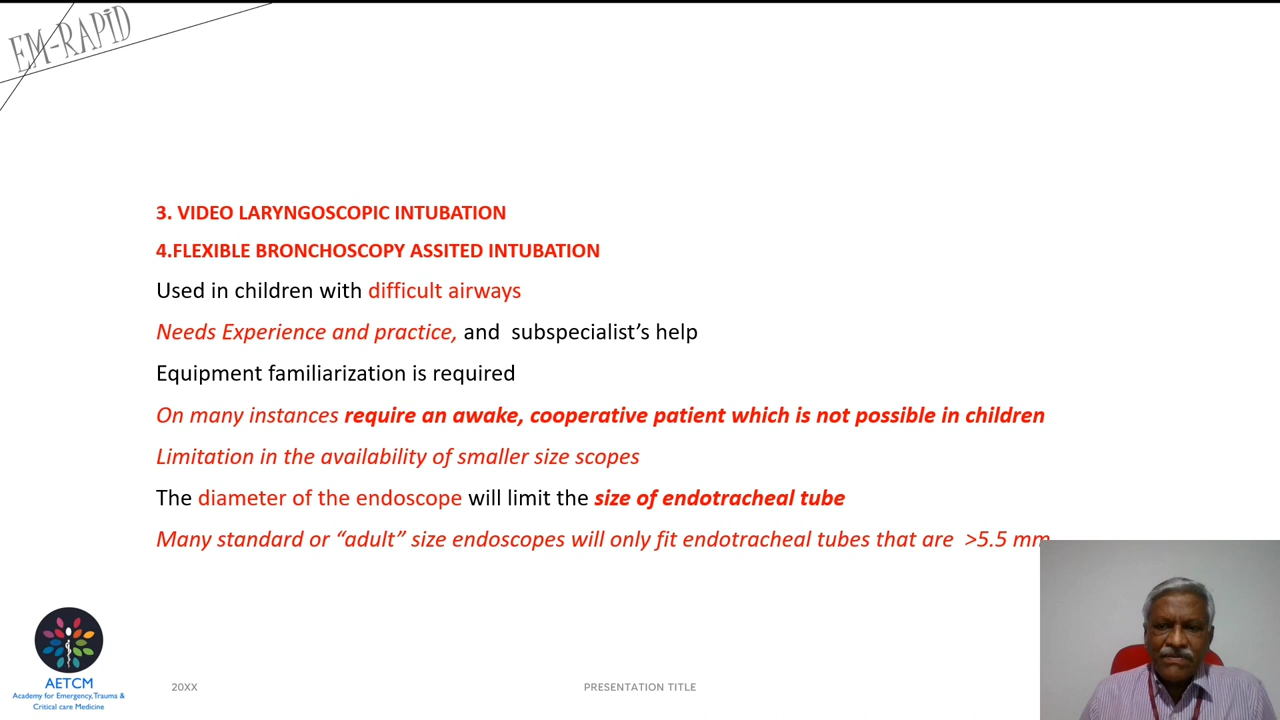 EM-RAPiD
3. VIDEO LARYNGOSCOPIC INTUBATION
4.FLEXIBLE BRONCHOSCOPY ASSITED INTUBATION
Used in children with difficult airways
Needs Experience and practice, and subspecialist’s help
Equipment familiarization is required
On many instances require an awake, cooperative patient which is not possible in children
Limitation in the availability of smaller size scopes
The diameter of the endoscope will limit the size of endotracheal tube
Many standard or “adult” size endoscopes will only fit endotracheal tubes that are >5.5 mm
AETCM
Academy for Emergency, Trauma &
Critical care Medicine
20XX
PRESENTATION TITLE